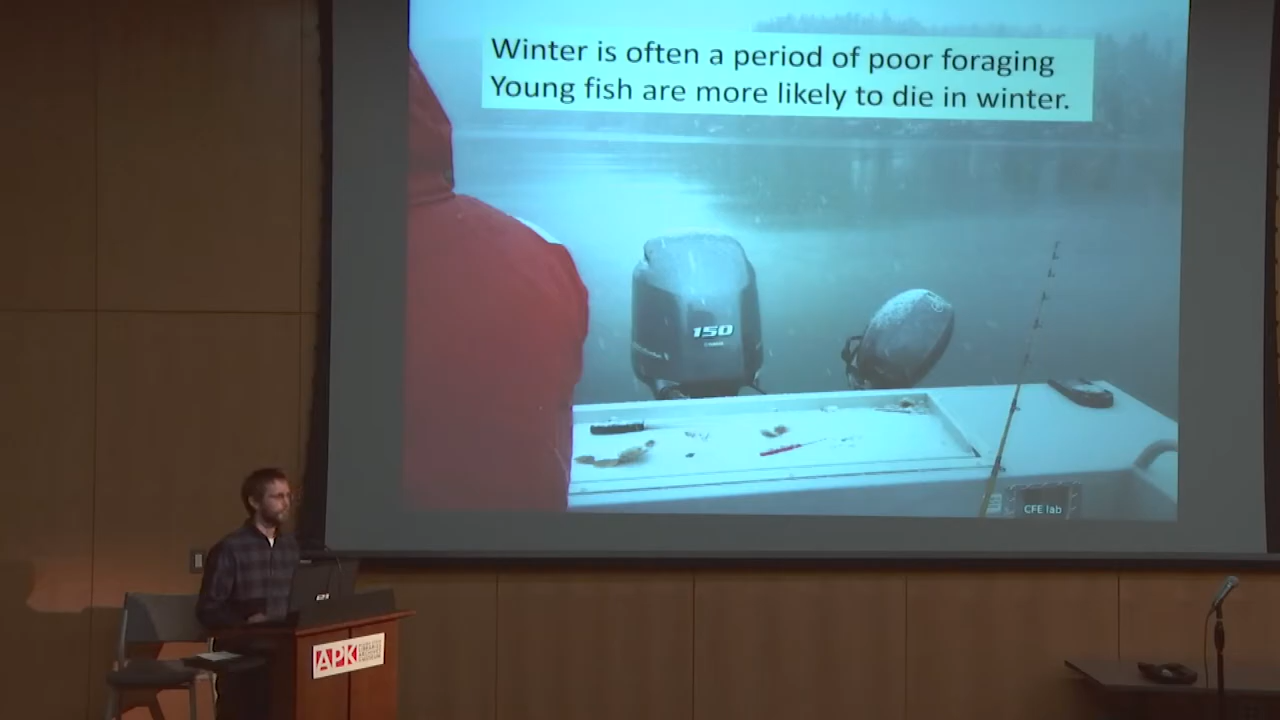 Winter is often a period of poor foraging
Young fish are more likely to die in winter.
150
CFE lab
APK